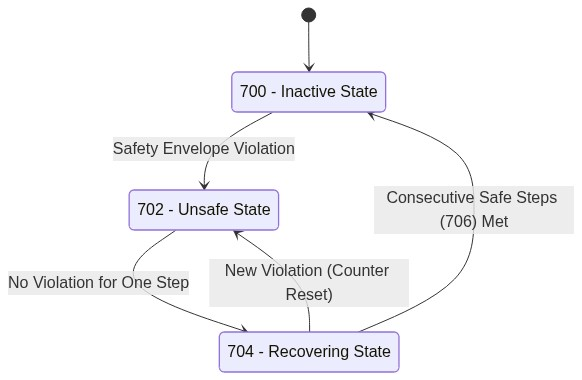 700 - Inactive State
Safety Envelope Violation
Consecutive Safe Steps
(706) Met
702 - Unsafe State
No Violation for One Step
New Violation (Counter
Reset)
704 - Recovering State